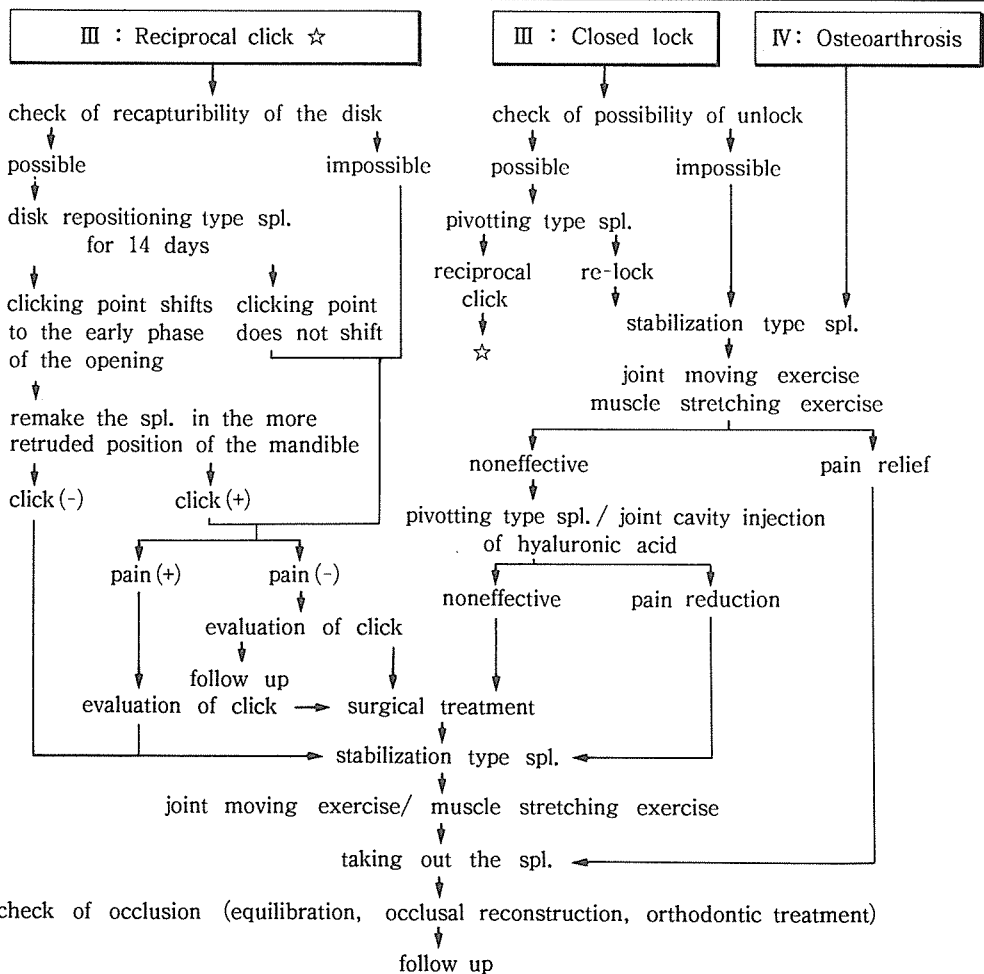 Ⅲ : Reciprocal click ☆
Ⅲ : Closed lock
Ⅳ: Osteoarthrosis
check of recapturibility of the disk
possible
impossible
disk repositioning type spl.
for 14 days
clicking point shifts
to the early phase
of the opening
clicking point
does not shift
remake the spl. in the more
retruded position of the mandible
click(-)
click(+)
pain(+)
pain(-)
evaluation of click
follow up
evaluation of click
check of possibility of unlock
possible
impossible
pivotting type spl.
reciprocal
click
☆
re-lock
stabilization type spl.
joint moving exercise
muscle stretching exercise
noneffective
pain relief
pivotting type spl./ joint cavity injection
of hyaluronic acid
noneffective
pain reduction
surgical treatment
stabilization type spl.
joint moving exercise/ muscle stretching exercise
taking out the spl.
check of occlusion (equilibration, occlusal reconstruction, orthodontic treatment)
follow up